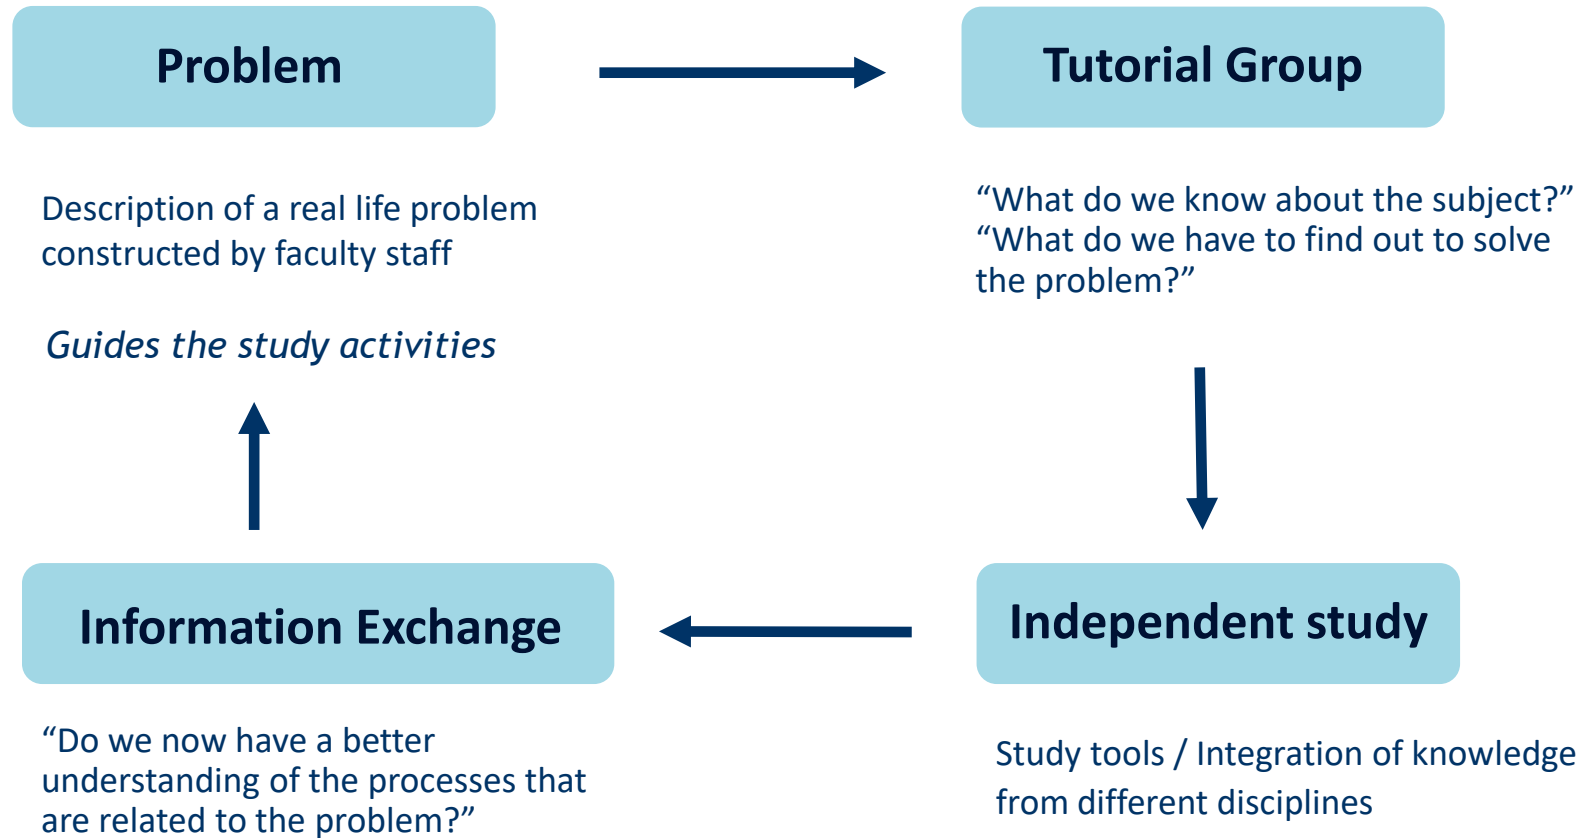 Problem
Description of a real life problem
constructed by faculty staff
Guides the study activities
Tutorial Group
“What do we know about the subject?”
“What do we have to find out to solve
the problem?”
Independent study
Study tools / Integration of knowledge
from different disciplines
Information Exchange
“Do we now have a better
understanding of the processes that
are related to the problem?”